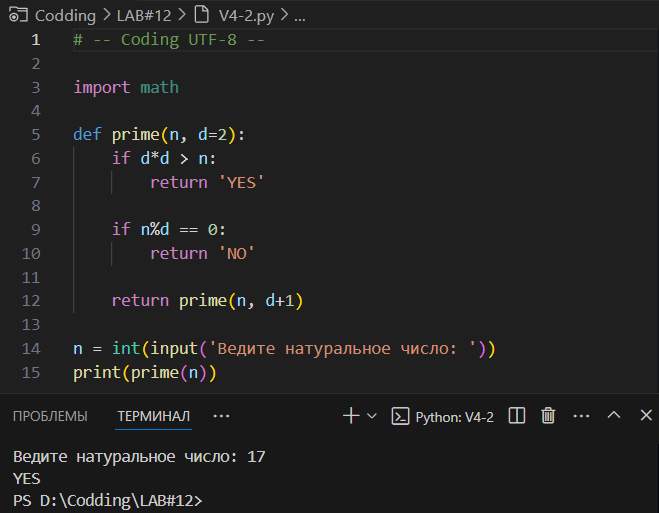 Codding > LAB#12 > V4-2.py > ...
1 # -- Coding UTF-8 --
2
3 import math
4
5 def prime(n, d=2):
6     if d*d > n:
7         return 'YES'
8
9     if n%d == 0:
10         return 'NO'
11
12     return prime(n, d+1)
13
14 n = int(input('Ведите натуральное число: '))
15 print(prime(n))
ПРОБЛЕМЫ ТЕРМИНАЛ ... Python: V4-2 ...
Ведите натуральное число: 17
YES
PS D:\Codding\LAB#12>